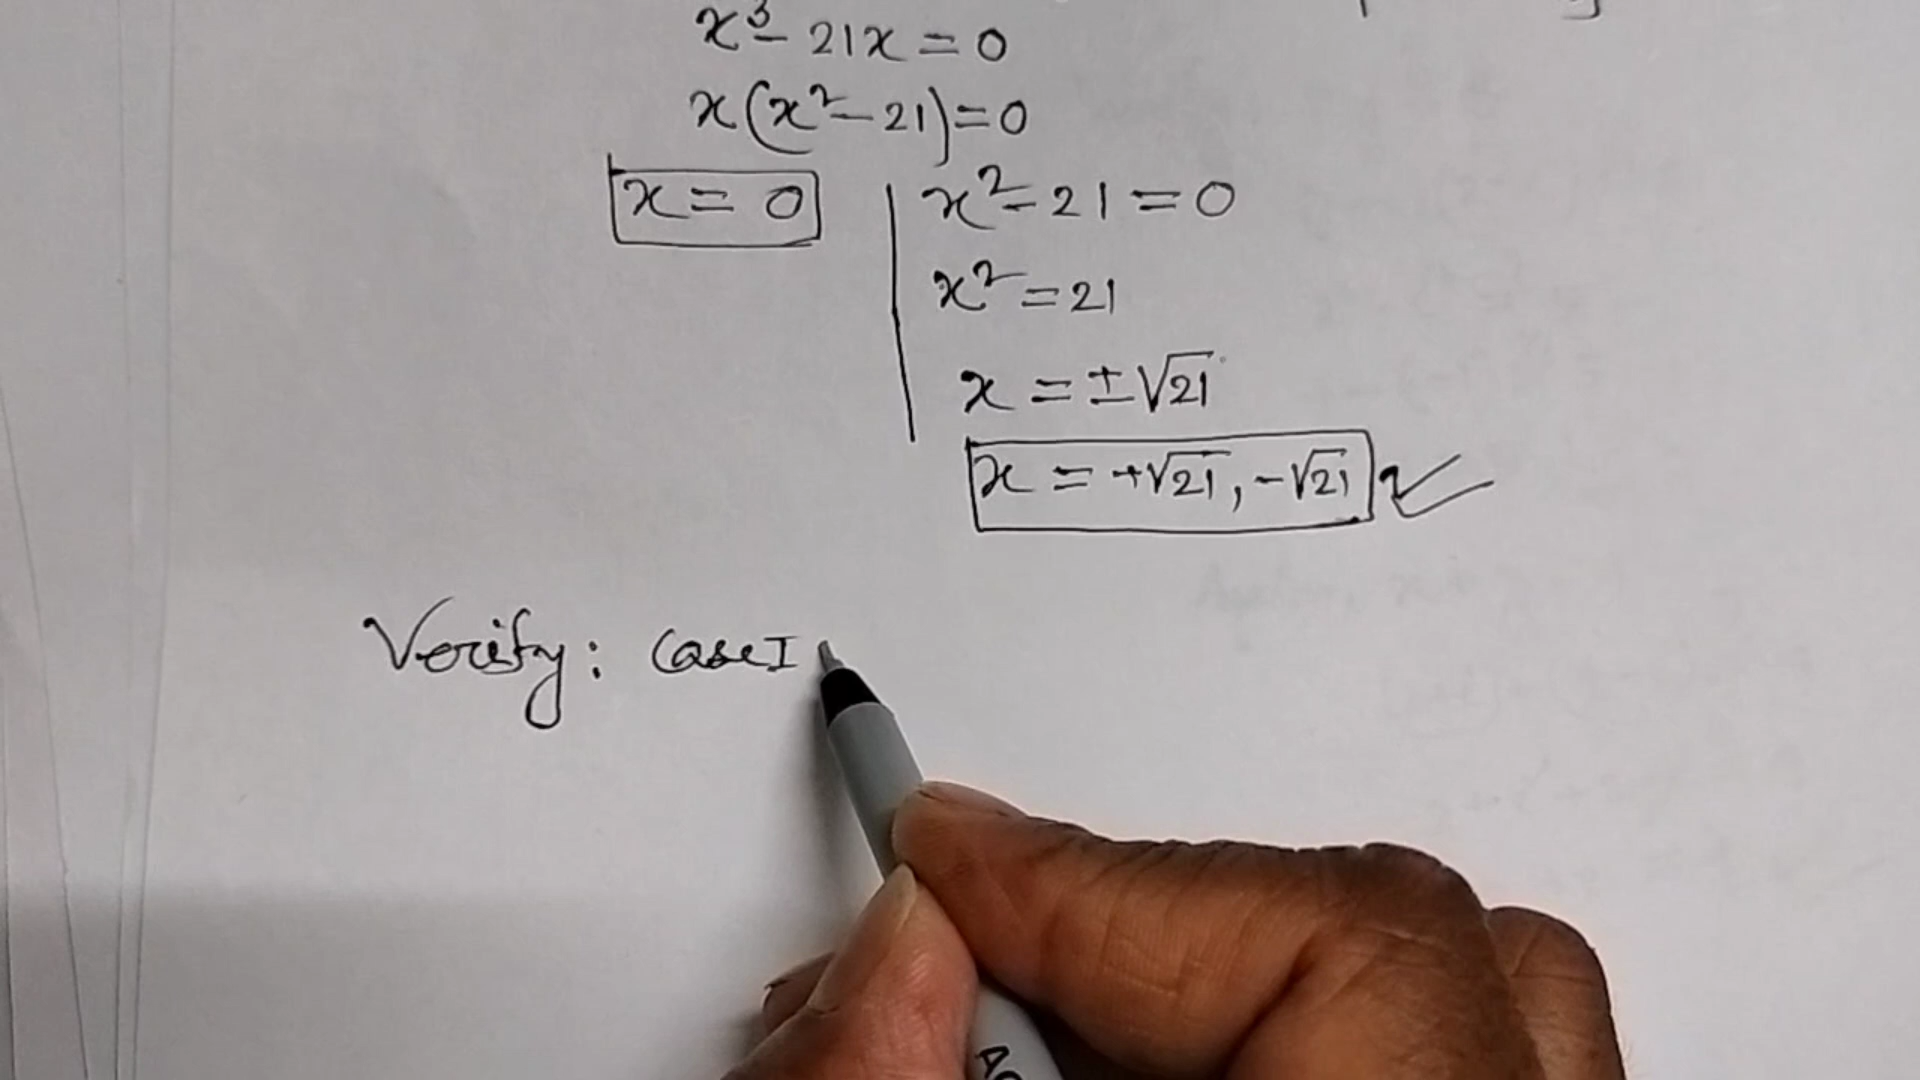 x³ - 21x = 0
x(x² - 21) = 0
x = 0
x² - 21 = 0
x² = 21
x = ±√21
x = +√21, -√21
Verify: Case I